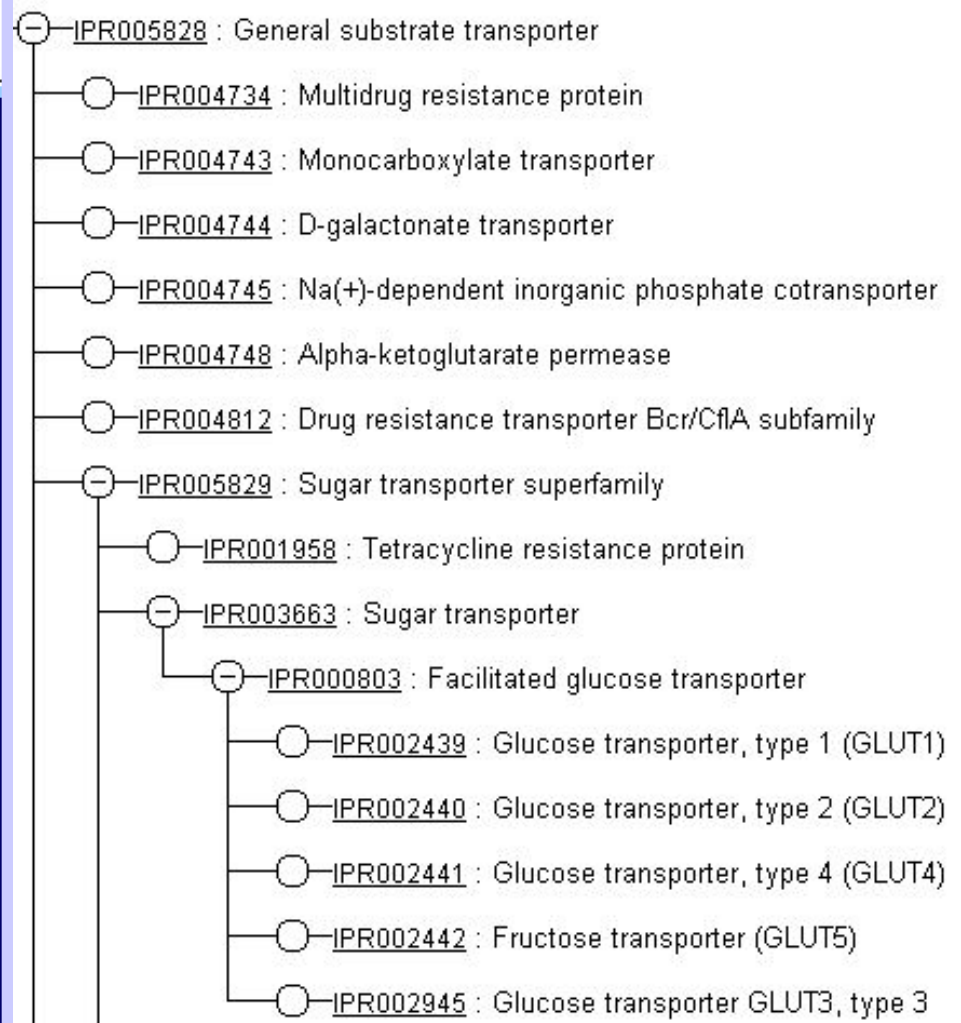 IPR005828 : General substrate transporter
IPR004734 : Multidrug resistance protein
IPR004743 : Monocarboxylate transporter
IPR004744 : D-galactonate transporter
IPR004745 : Na(+)-dependent inorganic phosphate cotransporter
IPR004748 : Alpha-ketoglutarate permease
IPR004812 : Drug resistance transporter Bcr/CflA subfamily
IPR005829 : Sugar transporter superfamily
IPR001958 : Tetracycline resistance protein
IPR003663 : Sugar transporter
IPR000803 : Facilitated glucose transporter
IPR002439 : Glucose transporter, type 1 (GLUT1)
IPR002440 : Glucose transporter, type 2 (GLUT2)
IPR002441 : Glucose transporter, type 4 (GLUT4)
IPR002442 : Fructose transporter (GLUT5)
IPR002945 : Glucose transporter GLUT3, type 3